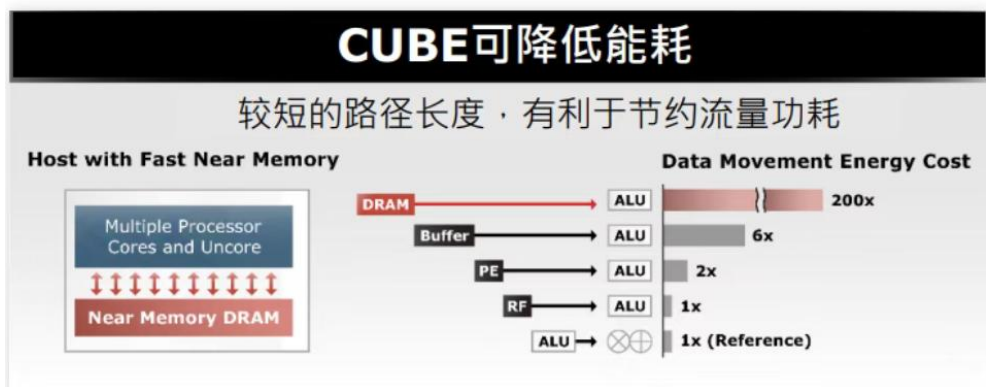 CUBE可降低能耗
较短的路径长度，有利于节约流量功耗
Host with Fast Near Memory
Data Movement Energy Cost
Multiple Processor
Cores and Uncore
Near Memory DRAM
DRAM ALU 200x
Buffer ALU 6x
PE ALU 2x
RF ALU 1x
ALU 1x (Reference)